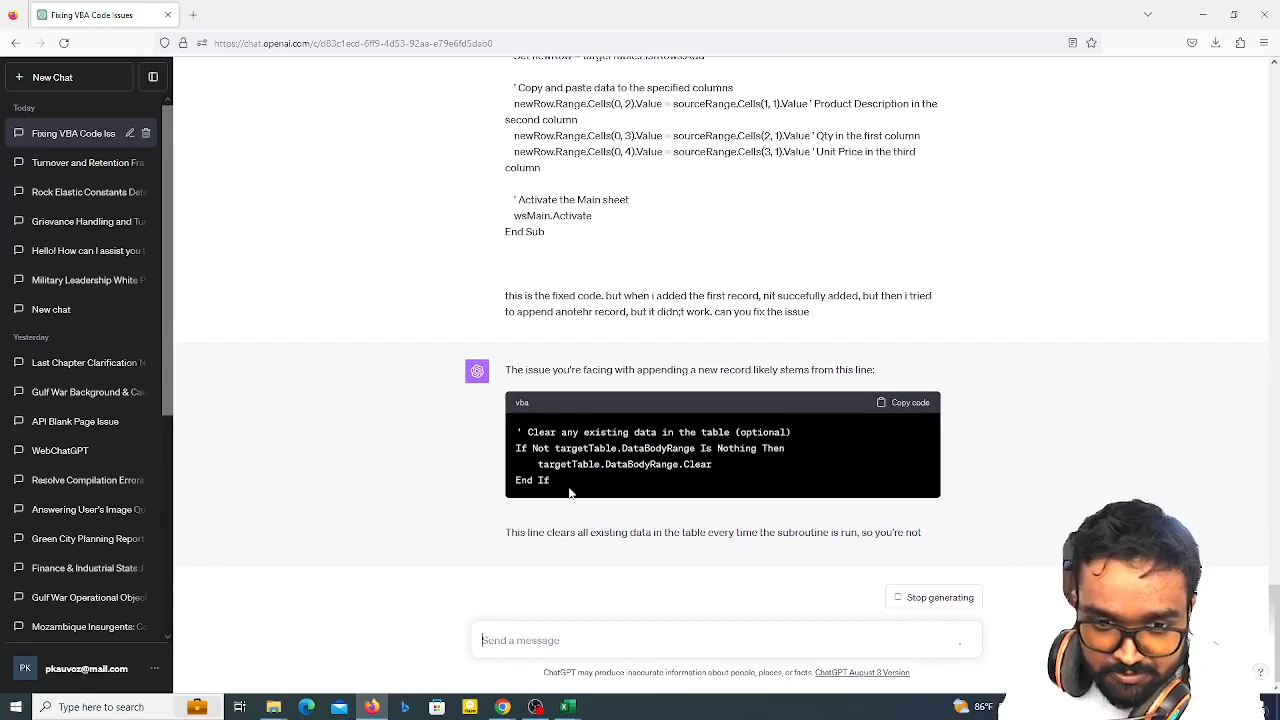 Fixing VBA Code Issues
https://chat.openai.com/c/d83c1ecd-6ff9-4d53-92aa-e79e6fd5dab0
New Chat
Today
Fixing VBA Code Iss
Turnover and Retention Fra
Rock Elastic Constants Det
Grievance Handling and Tur
Hello! How can I assist you t
Military Leadership White P
New chat
Yesterday
Last Chapter Clarification N
Gulf War Background & Cau
API Blank Page Issue
WebChatGPT
Resolve Compilation Errors
Answering User's Image Qu
Green City Planning Report
Finance & Industrial Stats J
Gulf War Operational Object
Mozambique Insurgents: Co
PK pkauvoz@mail.com
' Copy and paste data to the specified columns
newRow.Range.Cells(0, 2).Value = sourceRange.Cells(1, 1).Value ' Product Description in the
second column
newRow.Range.Cells(0, 3).Value = sourceRange.Cells(2, 1).Value ' Qty in the first column
newRow.Range.Cells(0, 4).Value = sourceRange.Cells(3, 1).Value ' Unit Price in the third
column
' Activate the Main sheet
wsMain.Activate
End Sub
this is the fixed code. but when i added the first record, nit succefully added, but then i tried
to append anotehr record, but it didn;t work. can you fix the issue
The issue you're facing with appending a new record likely stems from this line:
vba Copy code
' Clear any existing data in the table (optional)
If Not targetTable.DataBodyRange Is Nothing Then
targetTable.DataBodyRange.Clear
End If
This line clears all existing data in the table every time the subroutine is run, so you're not
Stop generating
Send a message
ChatGPT may produce inaccurate information about people, places, or facts. ChatGPT August 3 Version
?
Type here to search
86°F